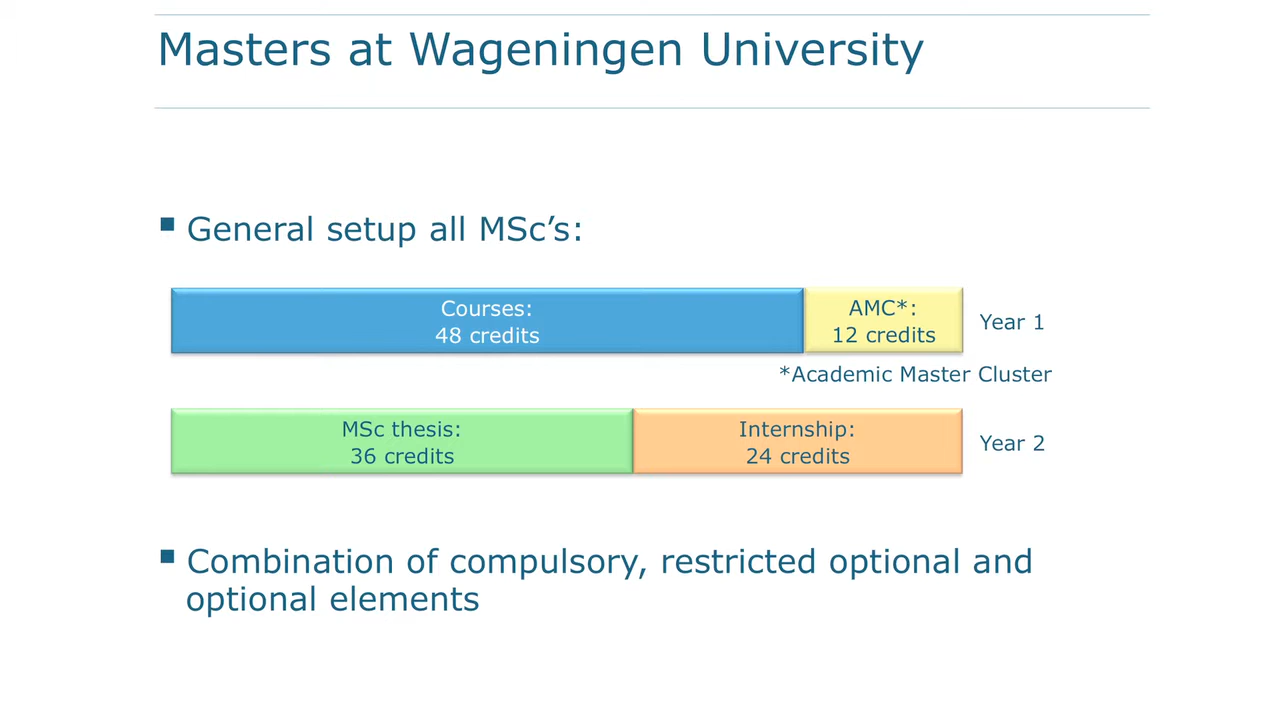 Masters at Wageningen University
▪ General setup all MSc’s:
Courses:
48 credits
AMC*:
12 credits
Year 1
*Academic Master Cluster
MSc thesis:
36 credits
Internship:
24 credits
Year 2
▪ Combination of compulsory, restricted optional and
optional elements